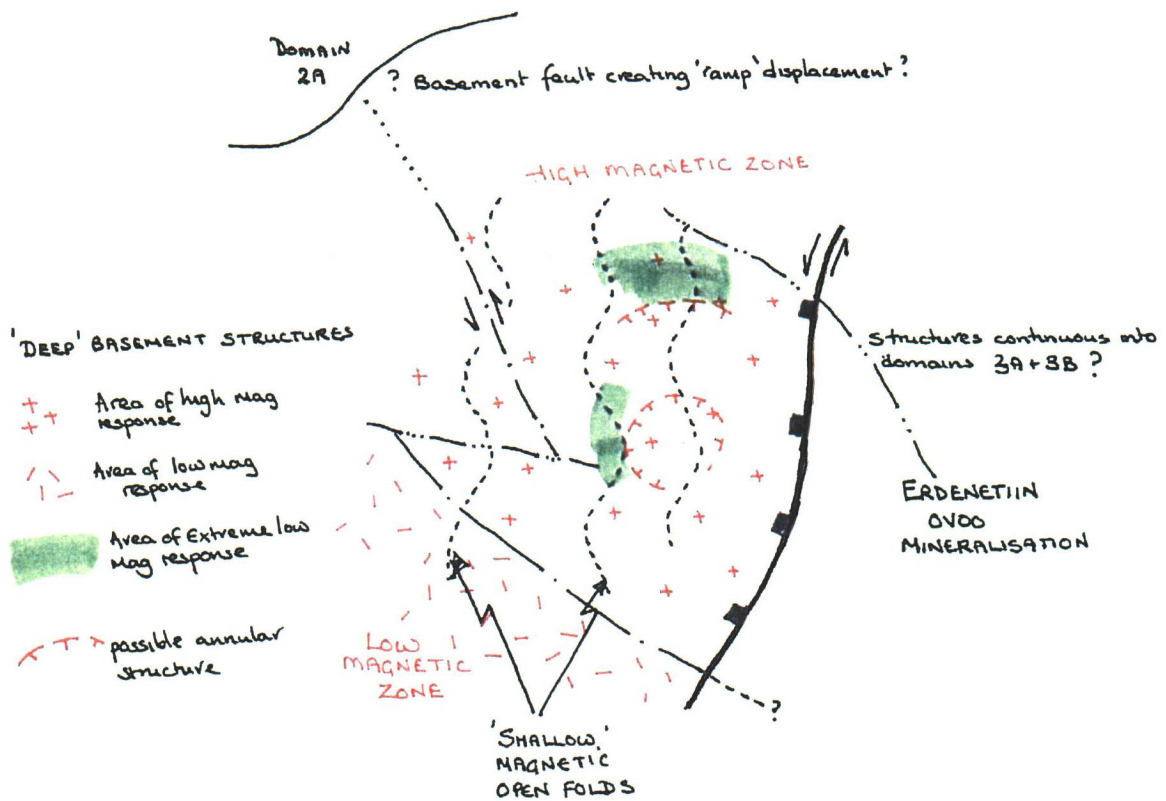 DOMAIN
2A
? Basement fault creating 'ramp' displacement?
HIGH MAGNETIC ZONE
'DEEP' BASEMENT STRUCTURES
Area of high mag
response
Area of low mag
response
Area of Extreme low
Mag response
possible annular
structure
Structures continuous into
domains 3A+3B?
ERDENETIIN
OVOO
MINERALISATION
LOW
MAGNETIC
ZONE
?
'SHALLOW'
MAGNETIC
OPEN FOLDS